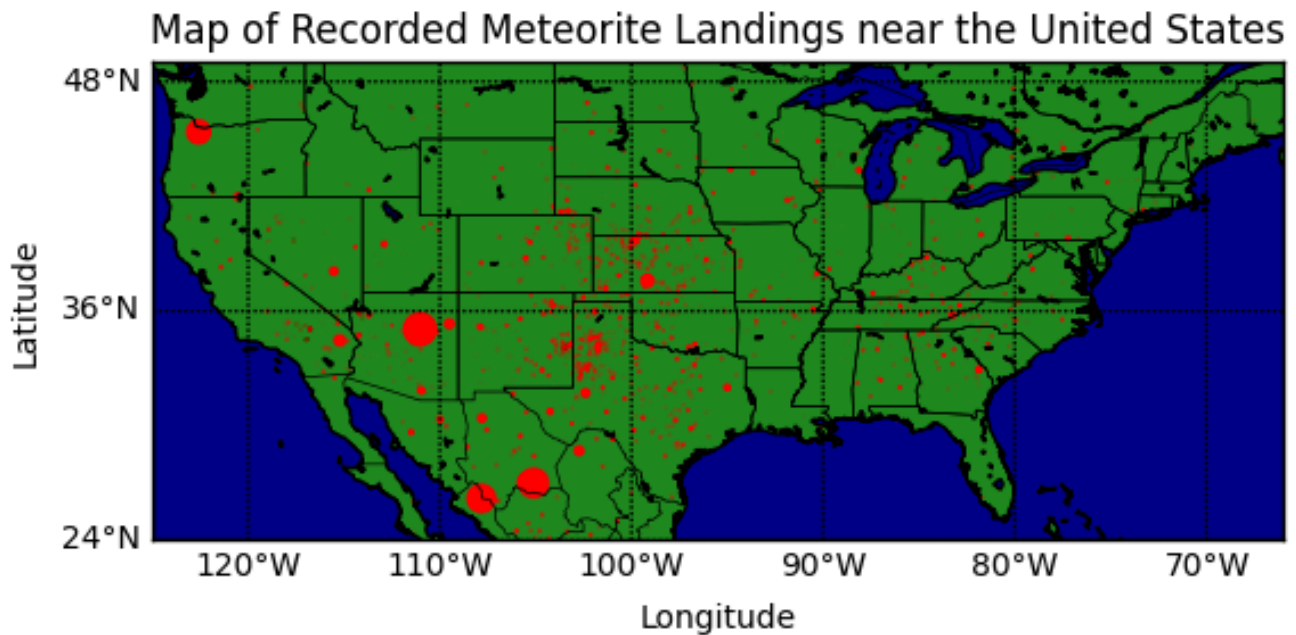 Map of Recorded Meteorite Landings near the United States
48°N
36°N
24°N
Latitude
120°W 110°W 100°W 90°W 80°W 70°W
Longitude